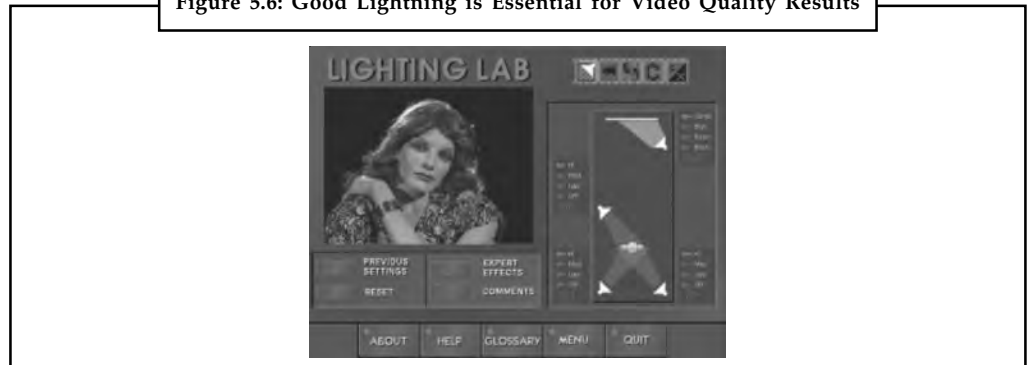 Figure 5.6: Good Lightning is Essential for Video Quality Results
LIGHTING LAB
PREVIOUS
SETTINGS
EXPERT
EFFECTS
RESET
COMMENTS
ABOUT
HELP
GLOSSARY
MENU
QUIT